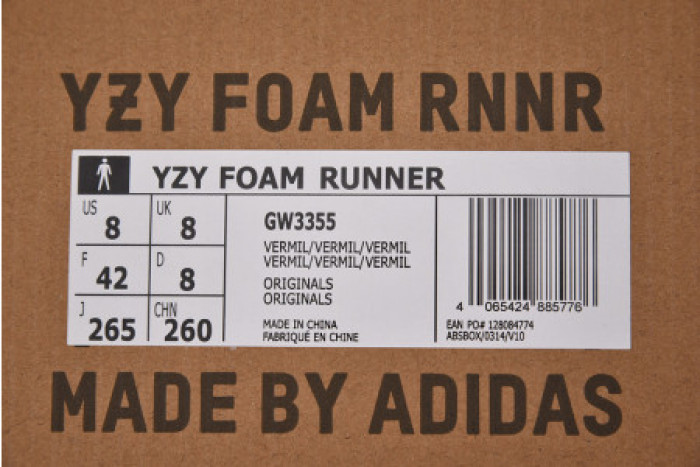 YZY FOAM RNNR
YZY FOAM RUNNER
US 8 UK 8
F 42 D 8
J 265 CHN 260
GW3355
VERMIL/VERMIL/VERMIL
VERMIL/VERMIL/VERMIL
ORIGINALS
ORIGINALS
MADE IN CHINA
FABRIQUÉ EN CHINE
4 065424 885776
EAN PO# 128084774
ABSBOX/0314/V10
MADE BY ADIDAS